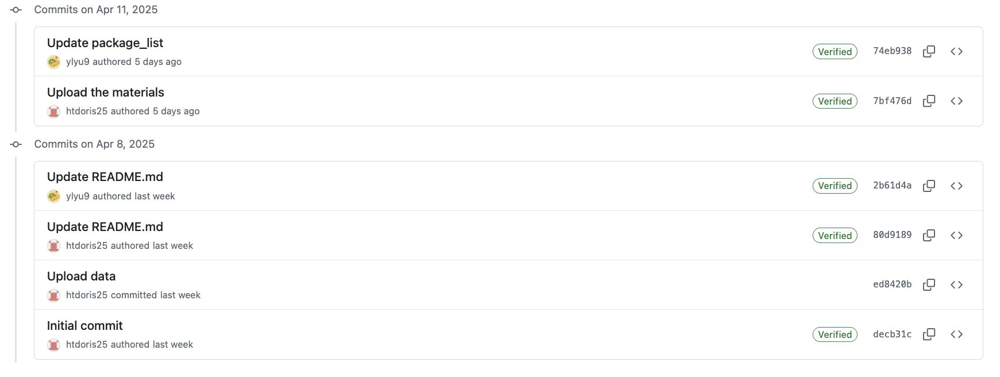 Commits on Apr 11, 2025
Update package_list
ylyu9 authored 5 days ago
Verified
74eb938
Upload the materials
htdoris25 authored 5 days ago
Verified
7bf476d
Commits on Apr 8, 2025
Update README.md
ylyu9 authored last week
Verified
2b61d4a
Update README.md
htdoris25 authored last week
Verified
80d9189
Upload data
htdoris25 committed last week
ed8420b
Initial commit
htdoris25 authored last week
Verified
decb31c